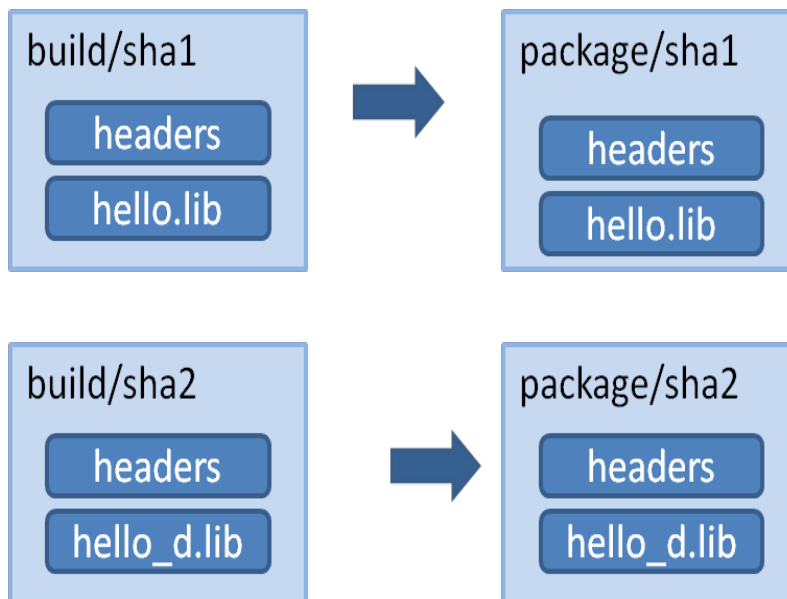 build/sha1
headers
hello.lib
package/sha1
headers
hello.lib
build/sha2
headers
hello_d.lib
package/sha2
headers
hello_d.lib